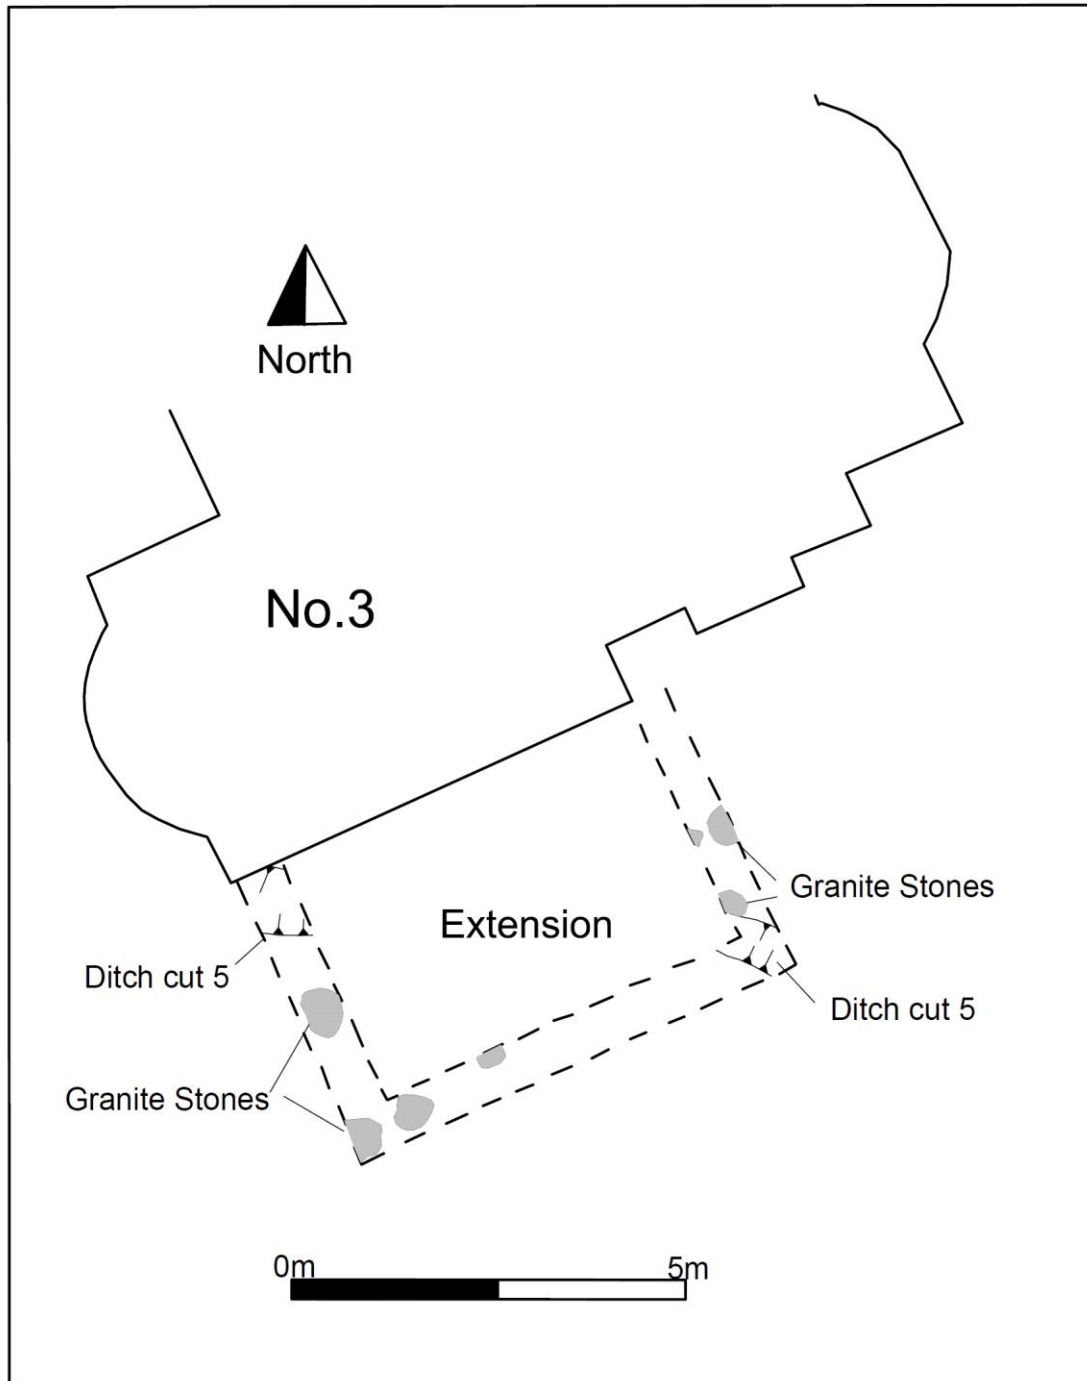 North
No.3
Granite Stones
Extension
Ditch cut 5
Ditch cut 5
Granite Stones
0m
5m